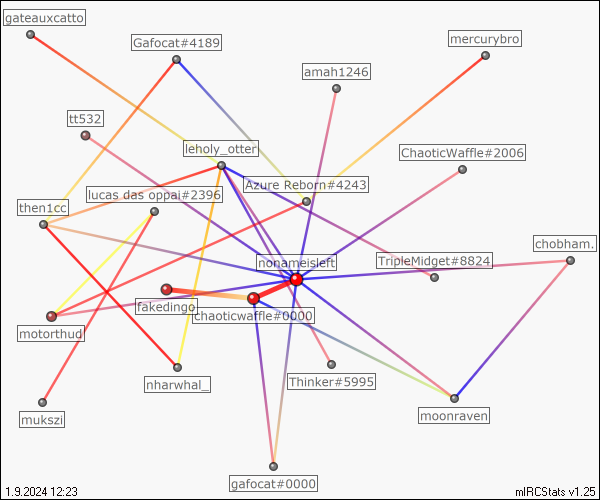 gateauxcatto
Gafocat#4189
mercurybro
amah1246
tt532
leholy_otter
ChaoticWaffle#2006
lucas das oppai#2396
Azure Reborn#4243
then1cc
chobham.
nonameisleft
TripleMidget#8824
fakedingo
chaoticwaffle#0000
motorthud
nharwhal_
Thinker#5995
mukszi
moonraven
gafocat#0000
1.9.2024 12:23
mIRCStats v1.25